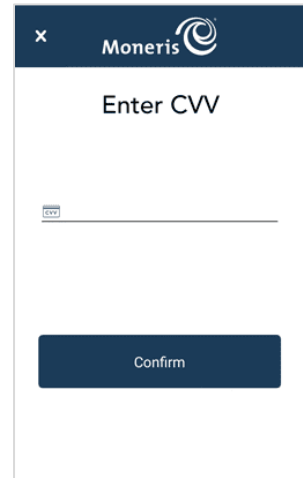 ×
Moneris
Enter CVV
CVV
Confirm